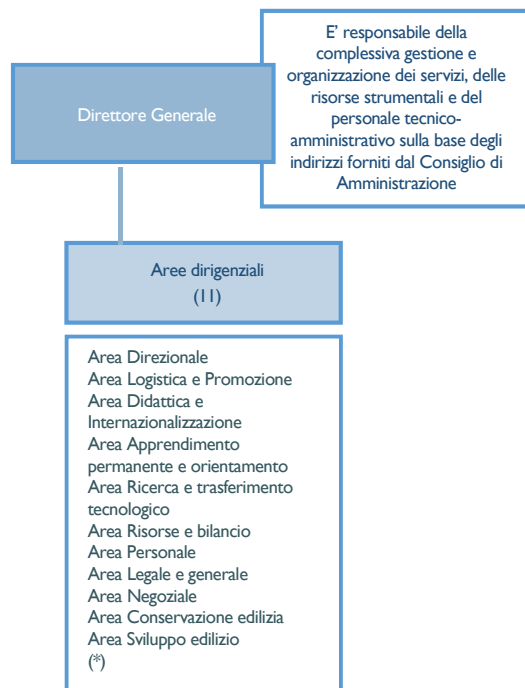 Direttore Generale
E’ responsabile della
complessiva gestione e
organizzazione dei servizi, delle
risorse strumentali e del
personale tecnico-
amministrativo sulla base degli
indirizzi forniti dal Consiglio di
Amministrazione
Aree dirigenziali
(11)
Area Direzionale
Area Logistica e Promozione
Area Didattica e
Internazionalizzazione
Area Apprendimento
permanente e orientamento
Area Ricerca e trasferimento
tecnologico
Area Risorse e bilancio
Area Personale
Area Legale e generale
Area Negoziale
Area Conservazione edilizia
Area Sviluppo edilizio
(*)